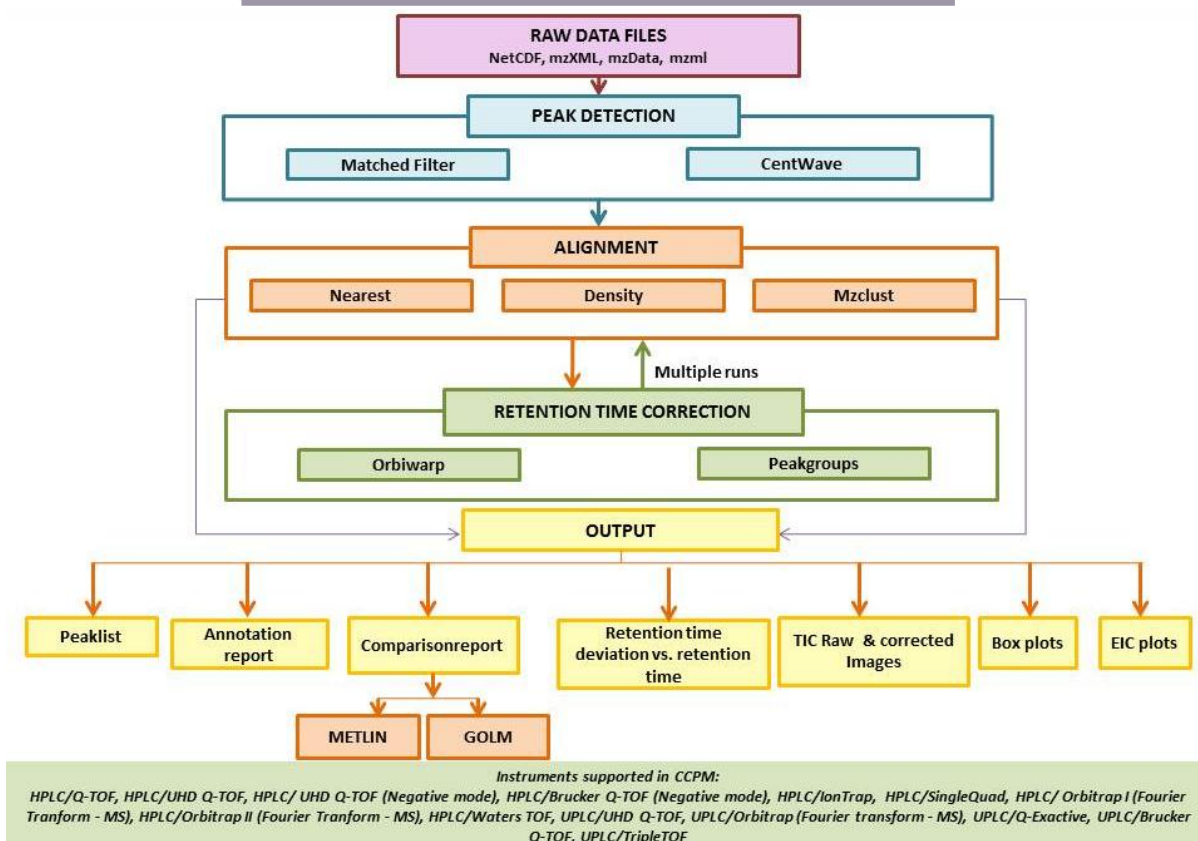 RAW DATA FILES
NetCDF, mzXML, mzData, mzml
PEAK DETECTION
Matched Filter
CentWave
ALIGNMENT
Nearest
Density
Mzclust
Multiple runs
RETENTION TIME CORRECTION
Orbiwarp
Peakgroups
OUTPUT
Peaklist
Annotation
report
Comparisonreport
Retention time
deviation vs. retention
time
TIC Raw & corrected
Images
Box plots
EIC plots
METLIN
GOLM
Instruments supported in CCPM:
HPLC/Q-TOF, HPLC/UHD Q-TOF, HPLC/ UHD Q-TOF (Negative mode), HPLC/Brucker Q-TOF (Negative mode), HPLC/IonTrap, HPLC/SingleQuad, HPLC/ Orbitrap I (Fourier
Tranform - MS), HPLC/Orbitrap II (Fourier Tranform - MS), HPLC/Waters TOF, UPLC/UHD Q-TOF, UPLC/Orbitrap (Fourier transform - MS), UPLC/Q-Exactive, UPLC/Brucker
Q-TOF, UPLC/TripleTOF